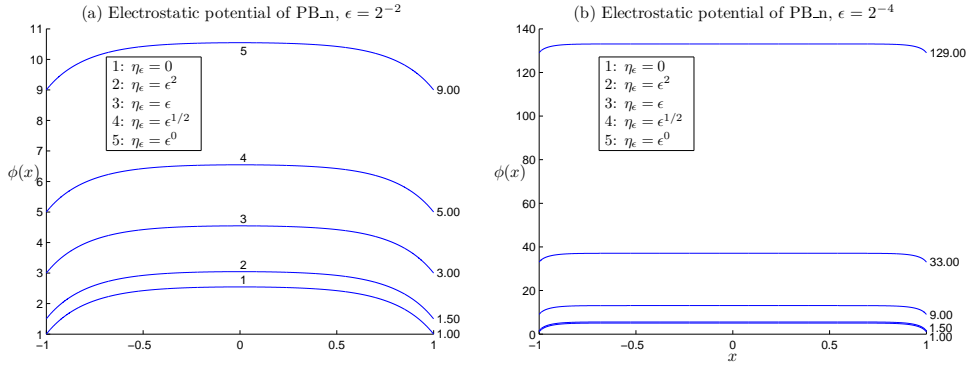 (a) Electrostatic potential of PB_n, ϵ = 2⁻²
11
10
9
8
7
6
5
4
3
2
1
ϕ(x)
1: η_ϵ = 0
2: η_ϵ = ϵ²
3: η_ϵ = ϵ
4: η_ϵ = ϵ^{1/2}
5: η_ϵ = ϵ⁰
5
4
3
2
1
9.00
5.00
3.00
1.50
1.00
−1
−0.5
0
0.5
1
(b) Electrostatic potential of PB_n, ϵ = 2⁻⁴
140
120
100
80
60
40
20
0
ϕ(x)
1: η_ϵ = 0
2: η_ϵ = ϵ²
3: η_ϵ = ϵ
4: η_ϵ = ϵ^{1/2}
5: η_ϵ = ϵ⁰
129.00
33.00
9.00
1.50
1.00
−1
−0.5
0
0.5
1
x